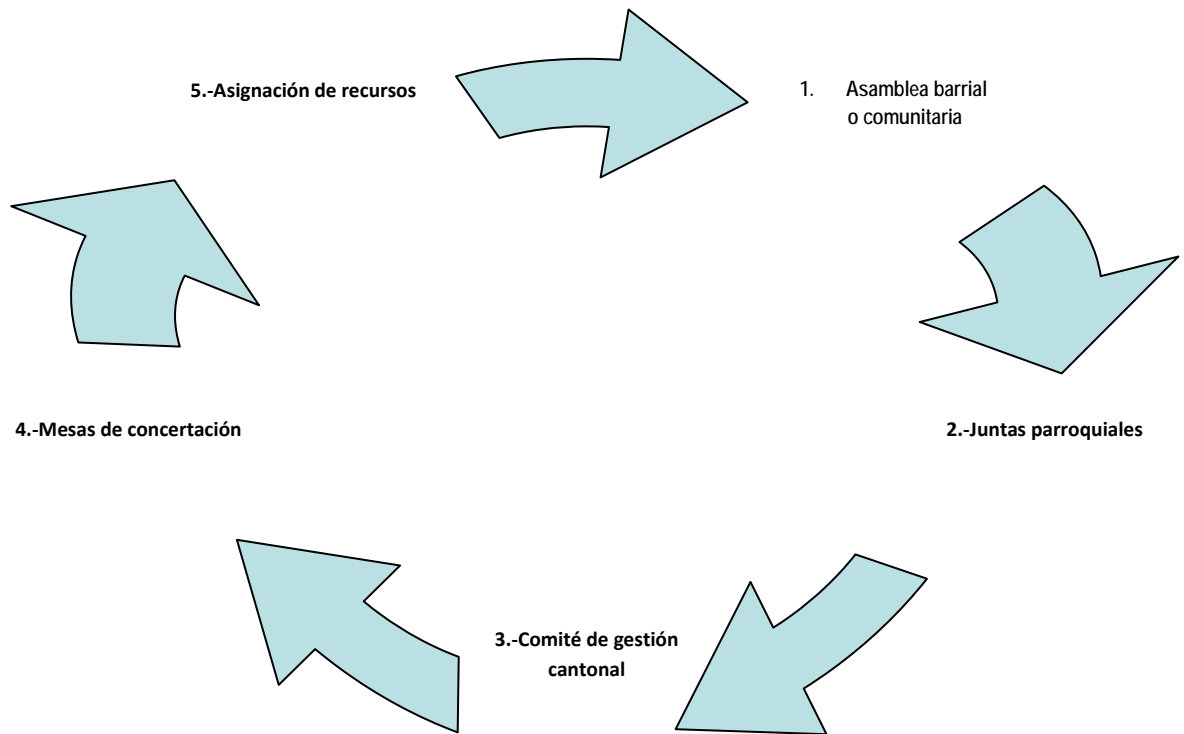 5.-Asignación de recursos
1. Asamblea barrial
o comunitaria
4.-Mesas de concertación
2.-Juntas parroquiales
3.-Comité de gestión
cantonal